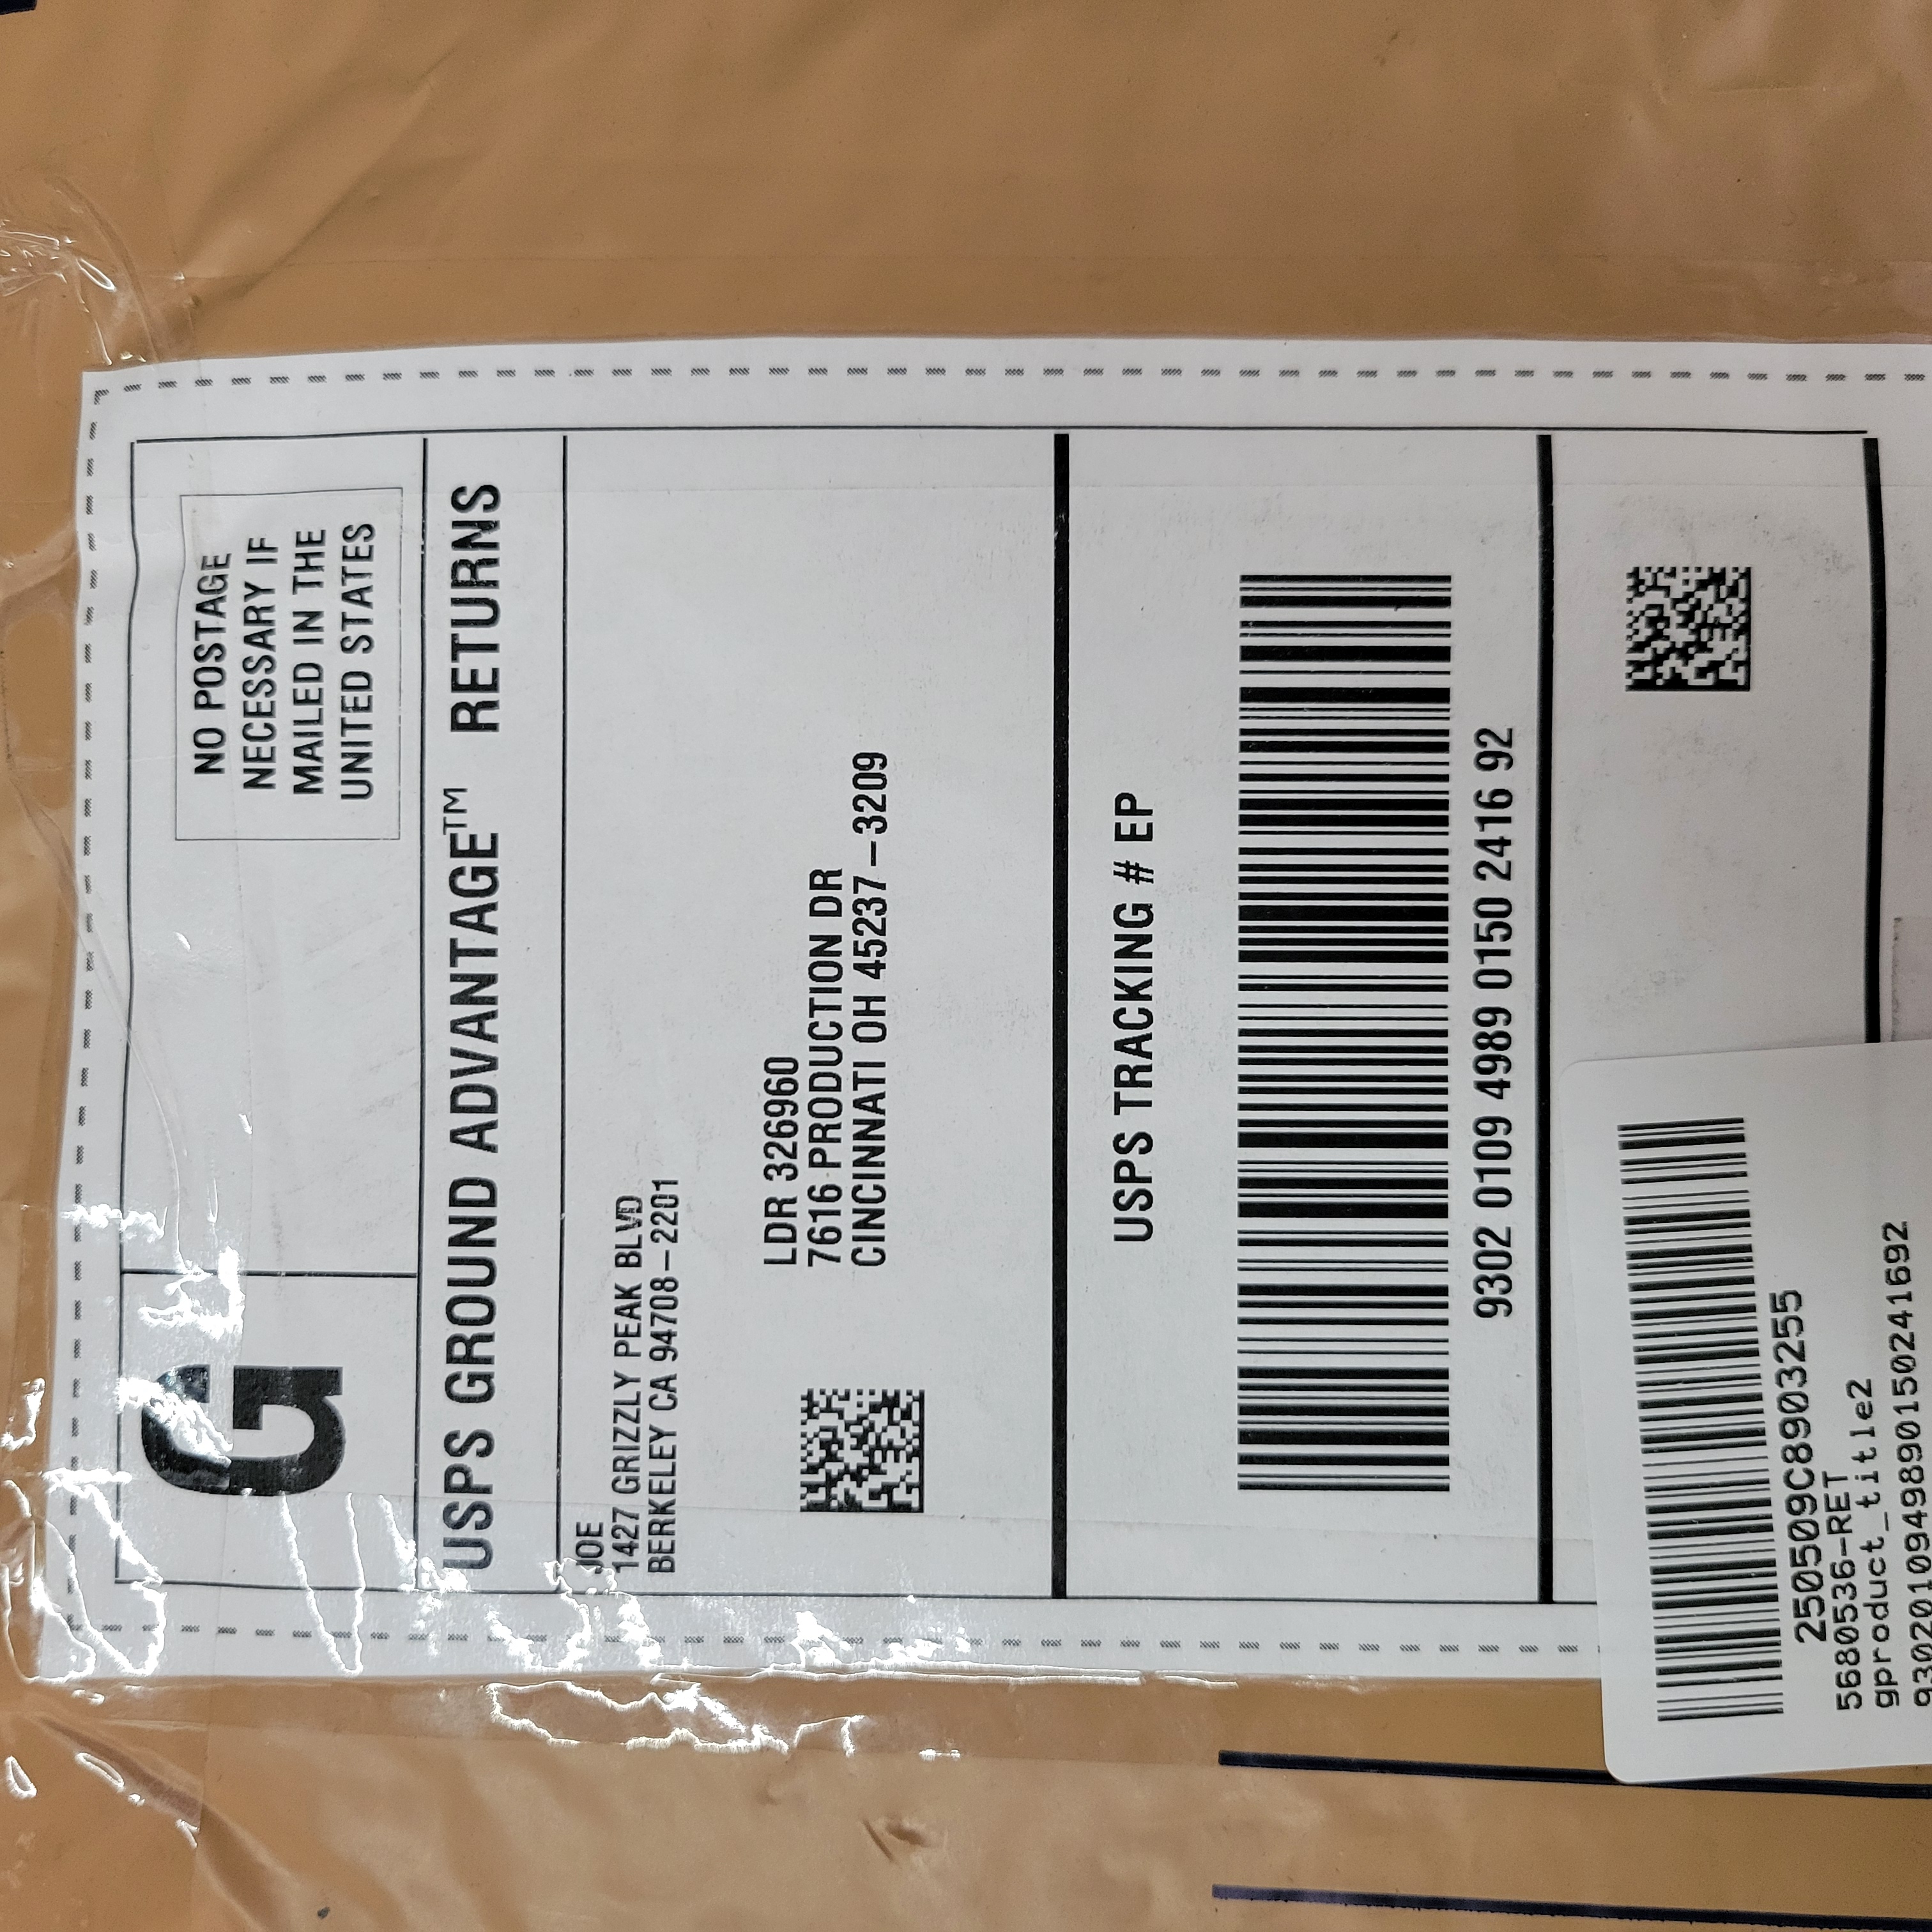 G
NO POSTAGE
NECESSARY IF
MAILED IN THE
UNITED STATES
USPS GROUND ADVANTAGE™ RETURNS
JOE
1427 GRIZZLY PEAK BLVD
BERKELEY CA 94708-2201
LDR 326960
7616 PRODUCTION DR
CINCINNATI OH 45237-3209
USPS TRACKING # EP
9302 0109 4989 0150 2416 92
250509C8903255
5680536-RET
gproduct_title2
9302010949890150241692